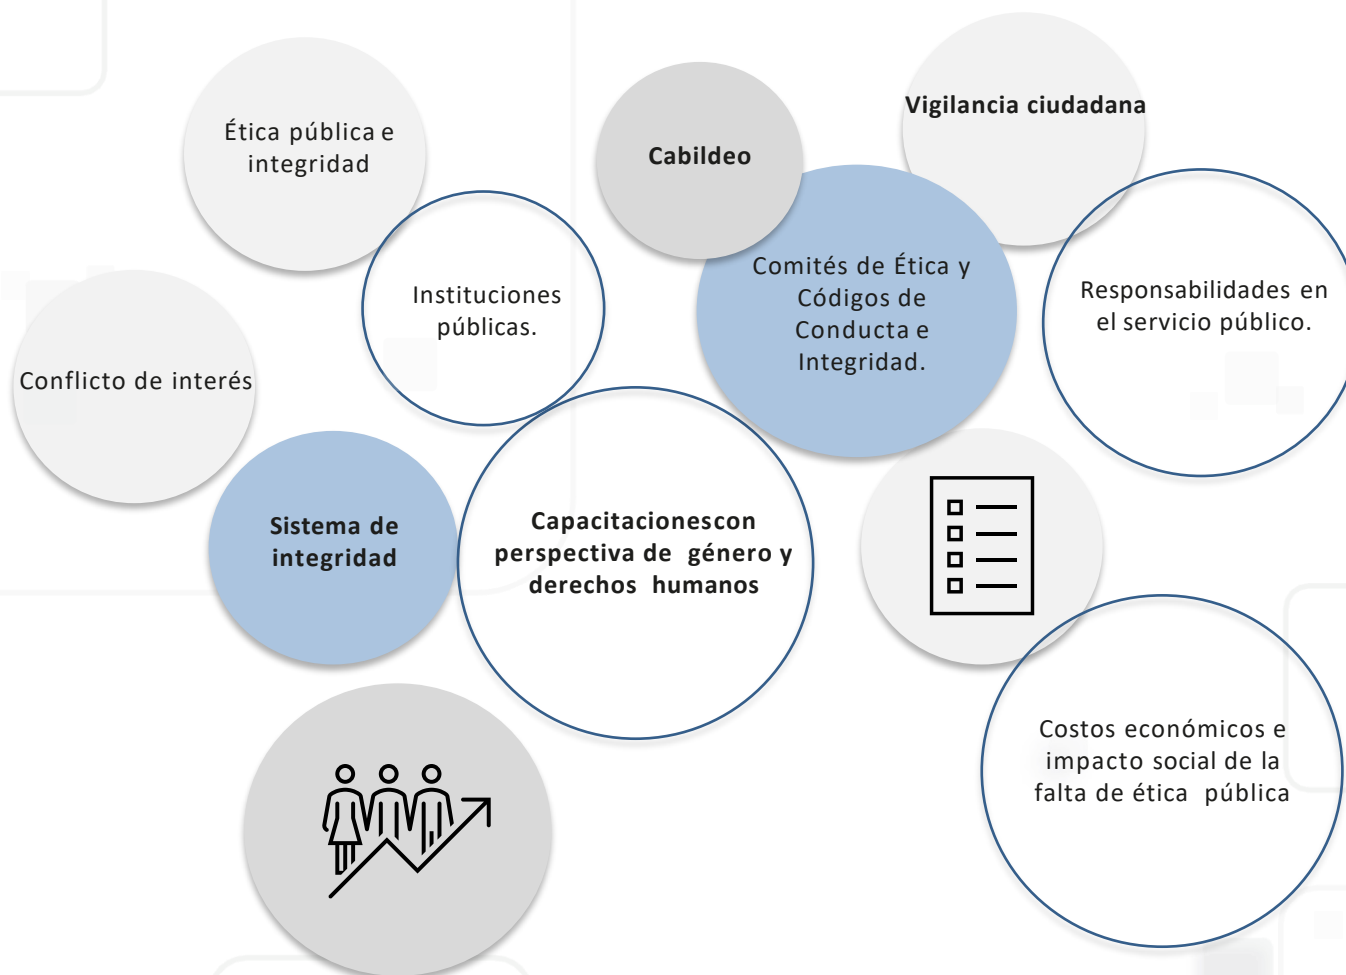 Ética pública e
integridad
Cabildeo
Vigilancia ciudadana
Instituciones
públicas.
Comités de Ética y
Códigos de
Conducta e
Integridad.
Responsabilidades en
el servicio público.
Conflicto de interés
Sistema de
integridad
Capacitacionescon
perspectiva de género y
derechos humanos
Costos económicos e
impacto social de la
falta de ética pública